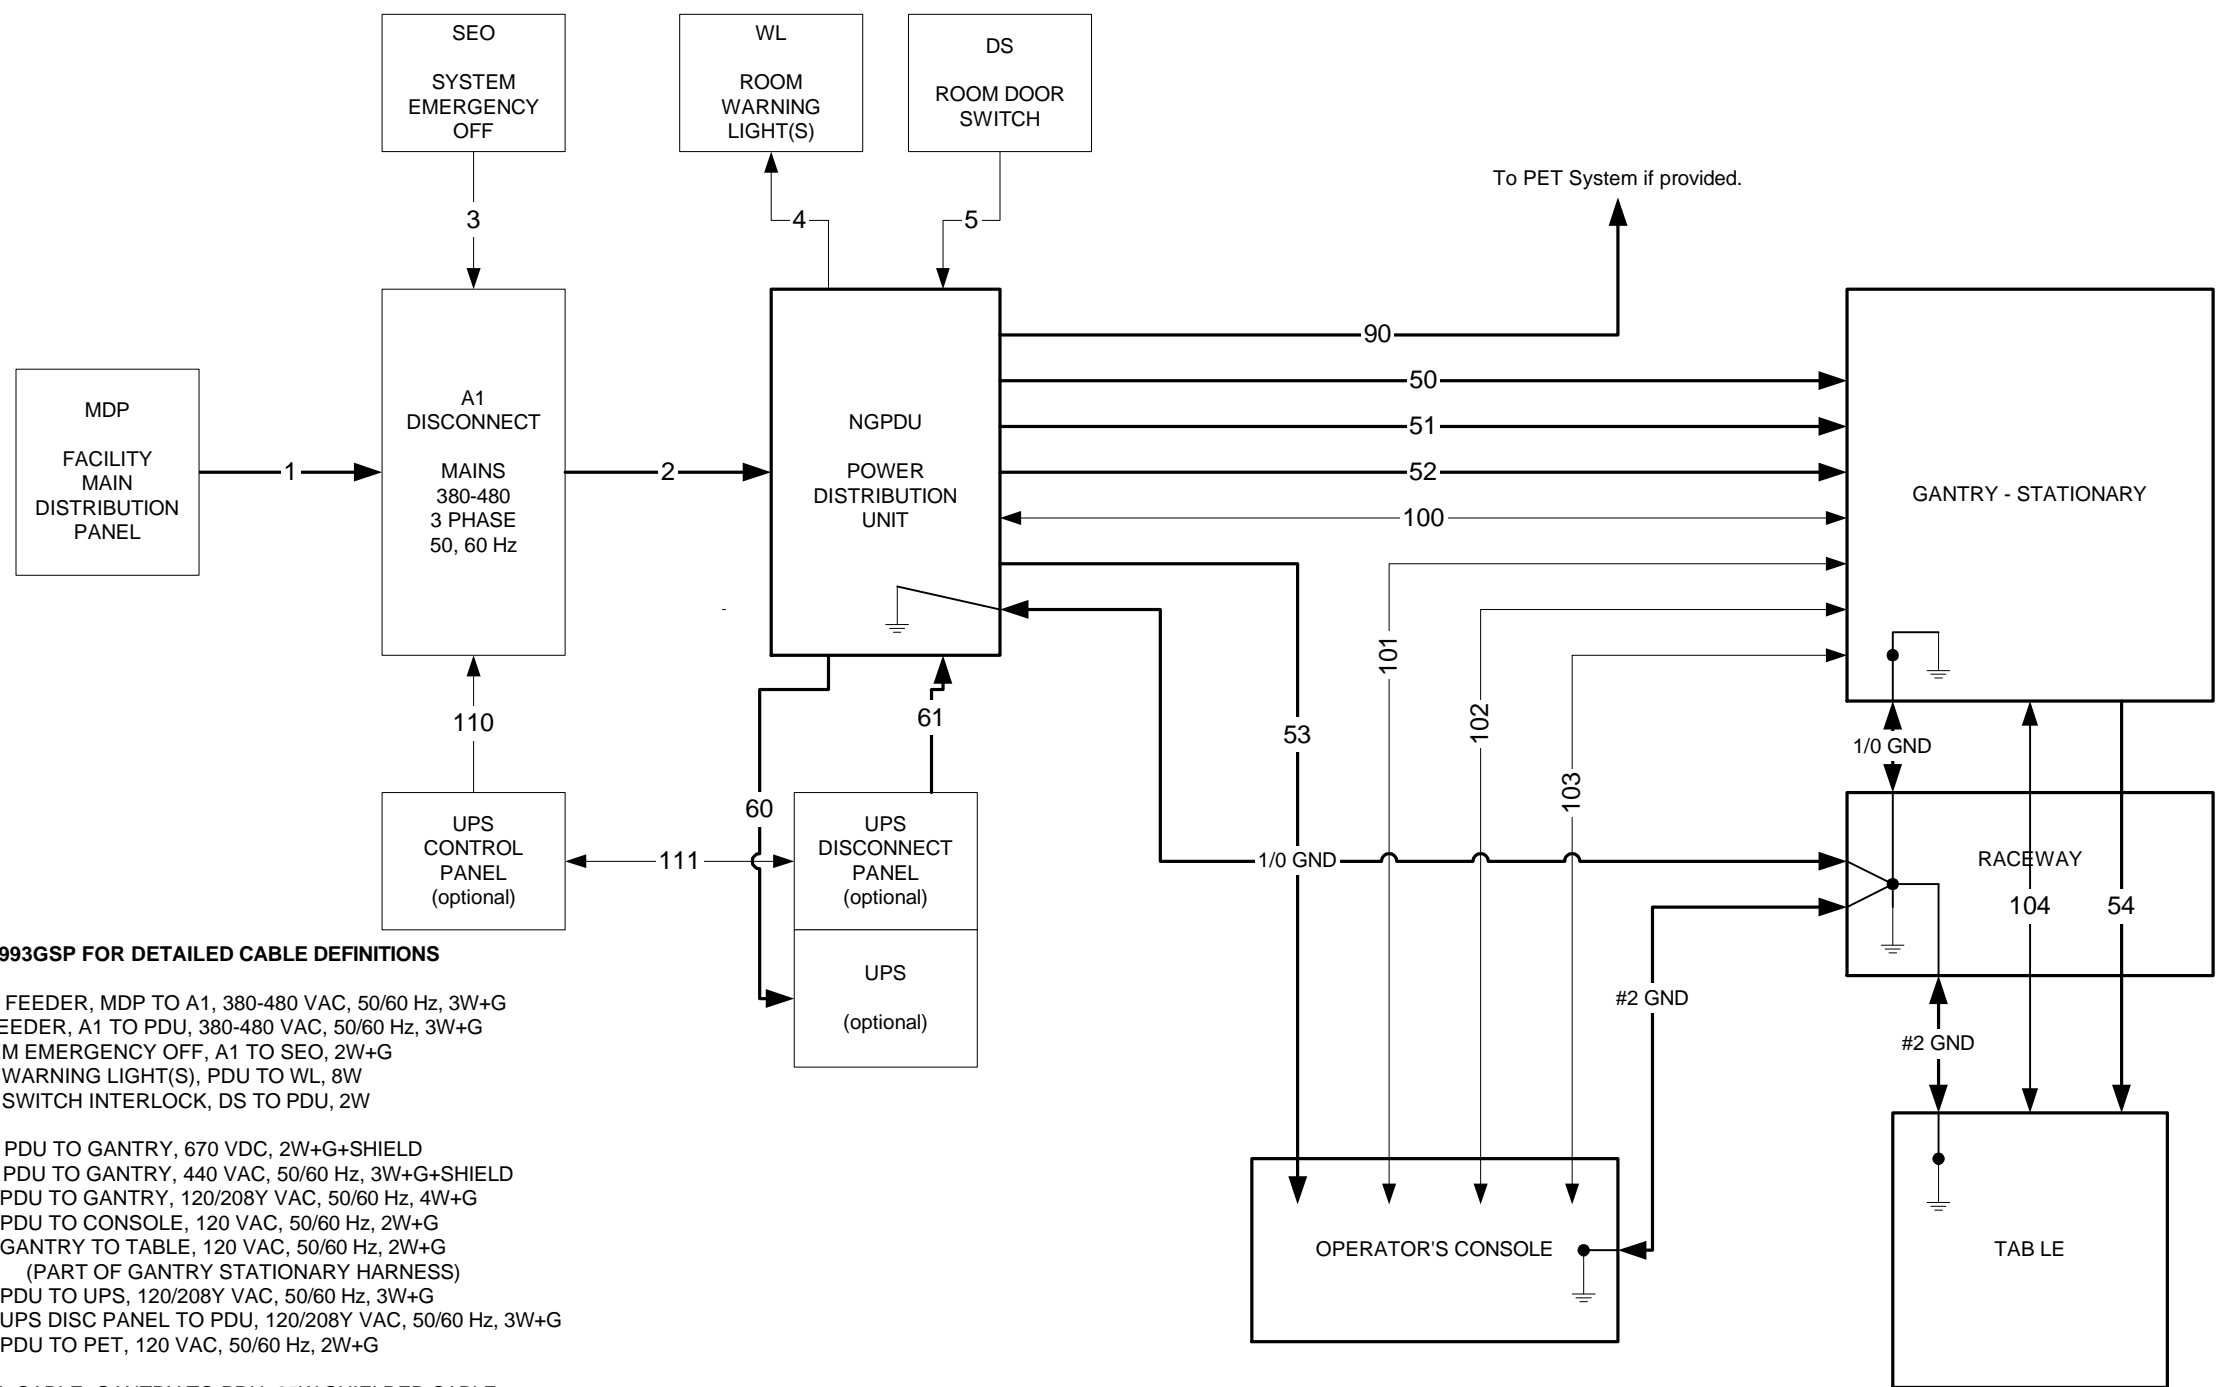 SEO
SYSTEM
EMERGENCY
OFF
WL
ROOM
WARNING
LIGHT(S)
DS
ROOM DOOR
SWITCH
To PET System if provided.
3
4
5
MDP
FACILITY
MAIN
DISTRIBUTION
PANEL
1
A1
DISCONNECT
MAINS
380-480
3 PHASE
50, 60 Hz
2
NGPDU
POWER
DISTRIBUTION
UNIT
90
50
51
52
100
GANTRY - STATIONARY
101
102
103
53
110
61
60
1/0 GND
UPS
CONTROL
PANEL
(optional)
111
UPS
DISCONNECT
PANEL
(optional)
UPS
(optional)
1/0 GND
RACEWAY
104
54
#2 GND
#2 GND
OPERATOR'S CONSOLE
TAB LE
993GSP FOR DETAILED CABLE DEFINITIONS
FEEDER, MDP TO A1, 380-480 VAC, 50/60 Hz, 3W+G
EEDER, A1 TO PDU, 380-480 VAC, 50/60 Hz, 3W+G
EM EMERGENCY OFF, A1 TO SEO, 2W+G
WARNING LIGHT(S), PDU TO WL, 8W
SWITCH INTERLOCK, DS TO PDU, 2W
PDU TO GANTRY, 670 VDC, 2W+G+SHIELD
PDU TO GANTRY, 440 VAC, 50/60 Hz, 3W+G+SHIELD
PDU TO GANTRY, 120/208Y VAC, 50/60 Hz, 4W+G
PDU TO CONSOLE, 120 VAC, 50/60 Hz, 2W+G
GANTRY TO TABLE, 120 VAC, 50/60 Hz, 2W+G
(PART OF GANTRY STATIONARY HARNESS)
PDU TO UPS, 120/208Y VAC, 50/60 Hz, 3W+G
UPS DISC PANEL TO PDU, 120/208Y VAC, 50/60 Hz, 3W+G
PDU TO PET, 120 VAC, 50/60 Hz, 2W+G